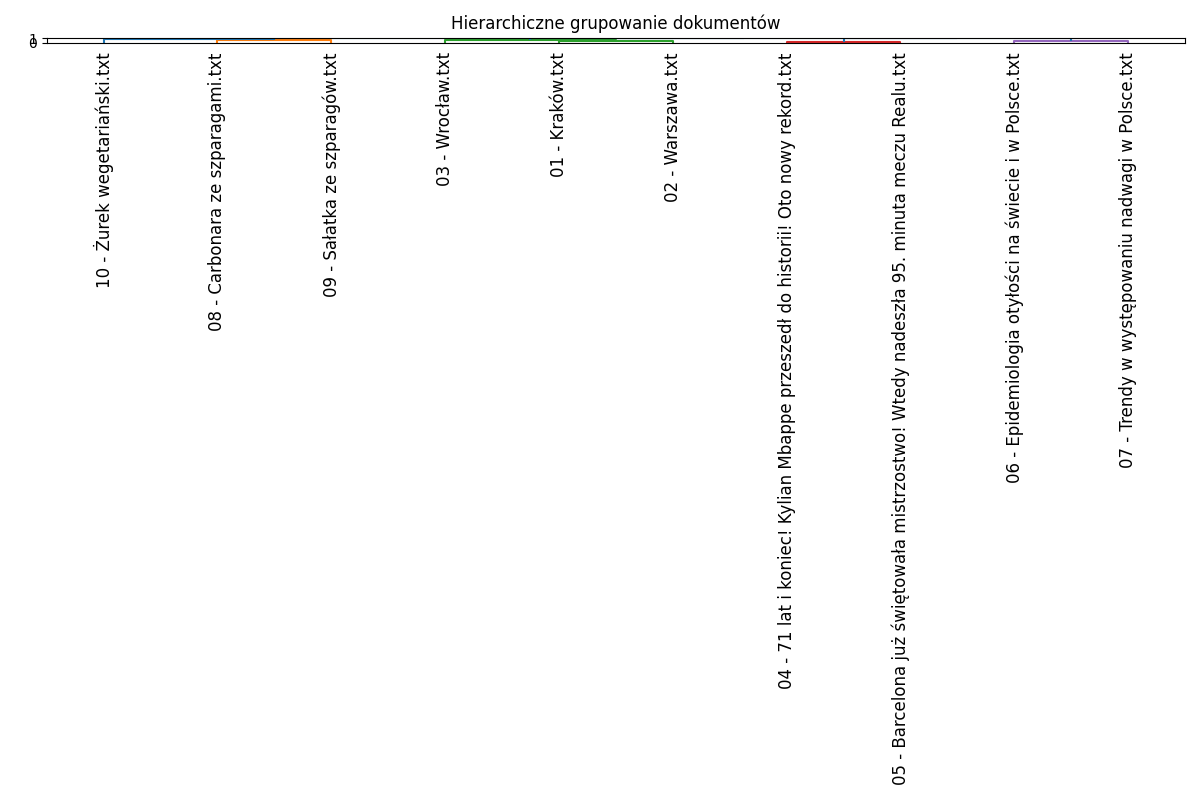 Hierarchiczne grupowanie dokumentów
1
0
10 - Żurek wegetariański.txt
08 - Carbonara ze szparagami.txt
09 - Sałatka ze szparagów.txt
03 - Wrocław.txt
01 - Kraków.txt
02 - Warszawa.txt
04 - 71 lat i koniec! Kylian Mbappe przeszedł do historii! Oto nowy rekord.txt
05 - Barcelona już świętowała mistrzostwo! Wtedy nadeszła 95. minuta meczu Realu.txt
06 - Epidemiologia otyłości na świecie i w Polsce.txt
07 - Trendy w występowaniu nadwagi w Polsce.txt